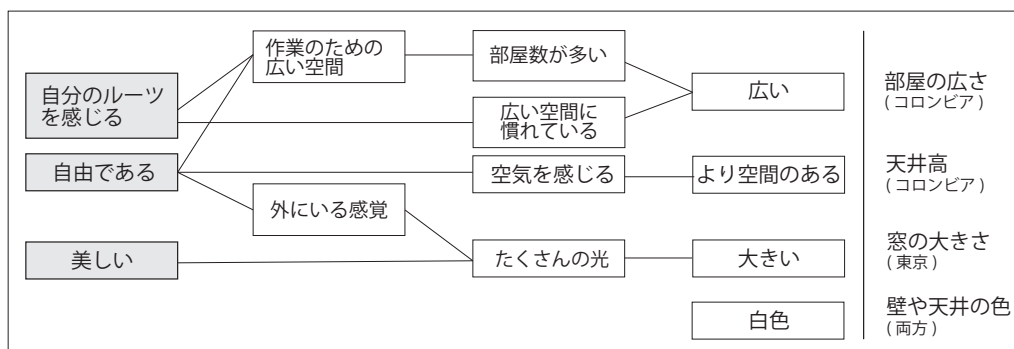 自分のルーツ
を感じる
自由である
美しい
作業のための
広い空間
外にいる感覚
部屋数が多い
広い空間に
慣れている
空気を感じる
たくさんの光
広い
より空間のある
大きい
白色
部屋の広さ
( コロンビア )
天井高
( コロンビア )
窓の大きさ
( 東京 )
壁や天井の色
( 両方 )